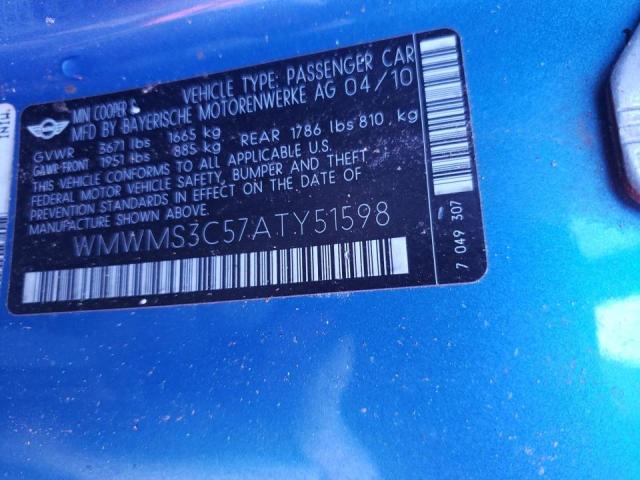 MINI COOPER S VEHICLE TYPE: PASSENGER CAR
MFD BY BAYERISCHE MOTORENWERKE AG 04/10
GVWR 3671 lbs 1665 kg
GAWR FRONT 1951 lbs 885 kg REAR 1786 lbs 810, kg
THIS VEHICLE CONFORMS TO ALL APPLICABLE U.S.
FEDERAL MOTOR VEHICLE SAFETY, BUMPER AND THEFT
PREVENTION STANDARDS IN EFFECT ON THE DATE OF
MANUFACTURE SHOWN ABOVE.
WMWMS3C57ATY51598
7 049 307